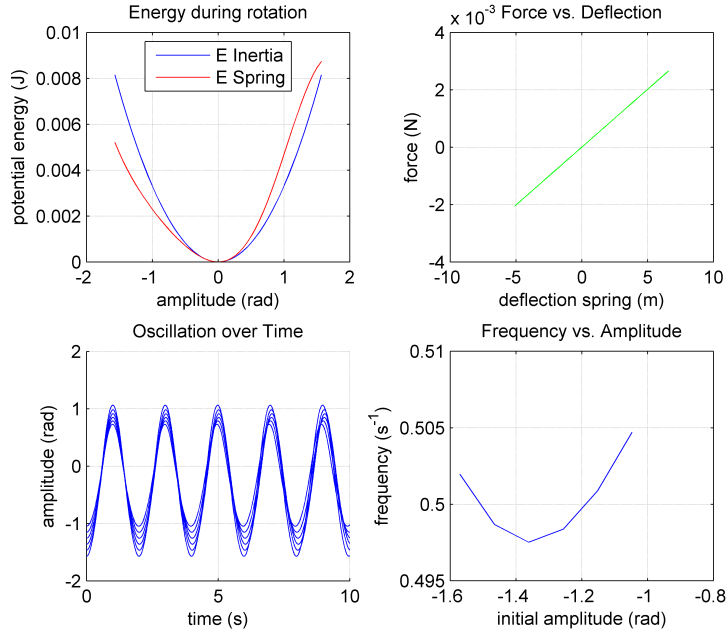 Energy during rotation
0.01
0.008
0.006
0.004
0.002
0
potential energy (J)
E Inertia
E Spring
-2
-1
0
1
2
amplitude (rad)
x 10⁻³ Force vs. Deflection
4
2
0
-2
-4
force (N)
-10
-5
0
5
10
deflection spring (m)
Oscillation over Time
2
1
0
-1
-2
amplitude (rad)
0
5
10
time (s)
Frequency vs. Amplitude
0.51
0.505
0.5
0.495
frequency (s⁻¹)
-1.6
-1.4
-1.2
-1
-0.8
initial amplitude (rad)